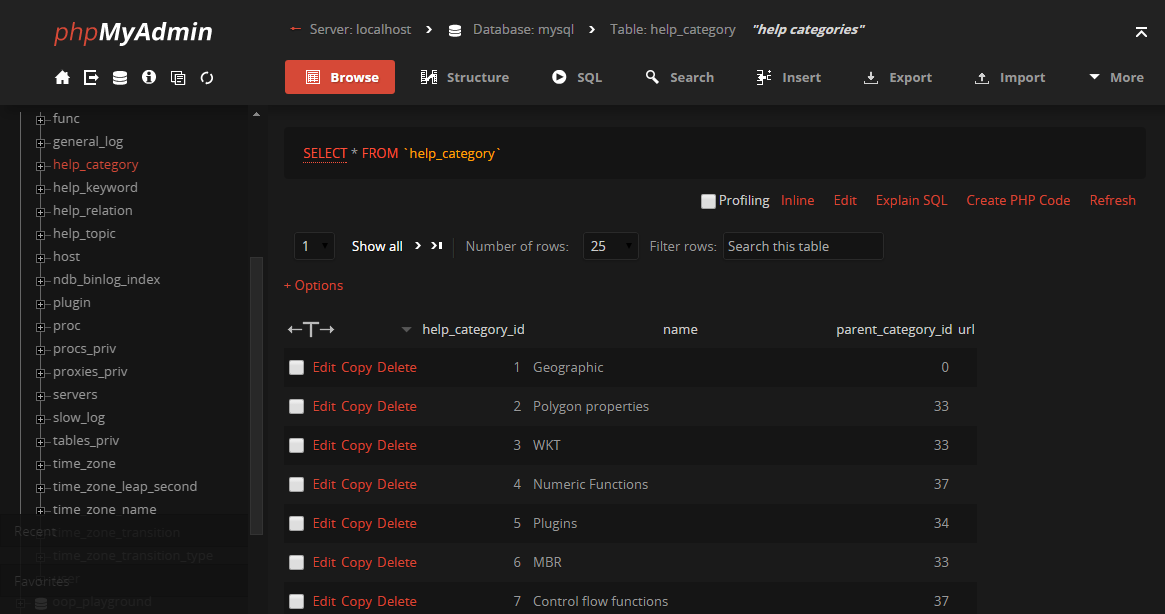 phpMyAdmin
Server: localhost Database: mysql Table: help_category "help categories"
Browse Structure SQL Search Insert Export Import More
func
general_log
help_category
help_keyword
help_relation
help_topic
host
ndb_binlog_index
plugin
proc
procs_priv
proxies_priv
servers
slow_log
tables_priv
time_zone
time_zone_leap_second
time_zone_name
time_zone_transition
Recent
time_zone_transition_type
Favorites
oop_playground
SELECT * FROM `help_category`
Profiling Inline Edit Explain SQL Create PHP Code Refresh
1 Show all Number of rows: 25 Filter rows: Search this table
+ Options
help_category_id name parent_category_id url
Edit Copy Delete 1 Geographic 0
Edit Copy Delete 2 Polygon properties 33
Edit Copy Delete 3 WKT 33
Edit Copy Delete 4 Numeric Functions 37
Edit Copy Delete 5 Plugins 34
Edit Copy Delete 6 MBR 33
Edit Copy Delete 7 Control flow functions 37